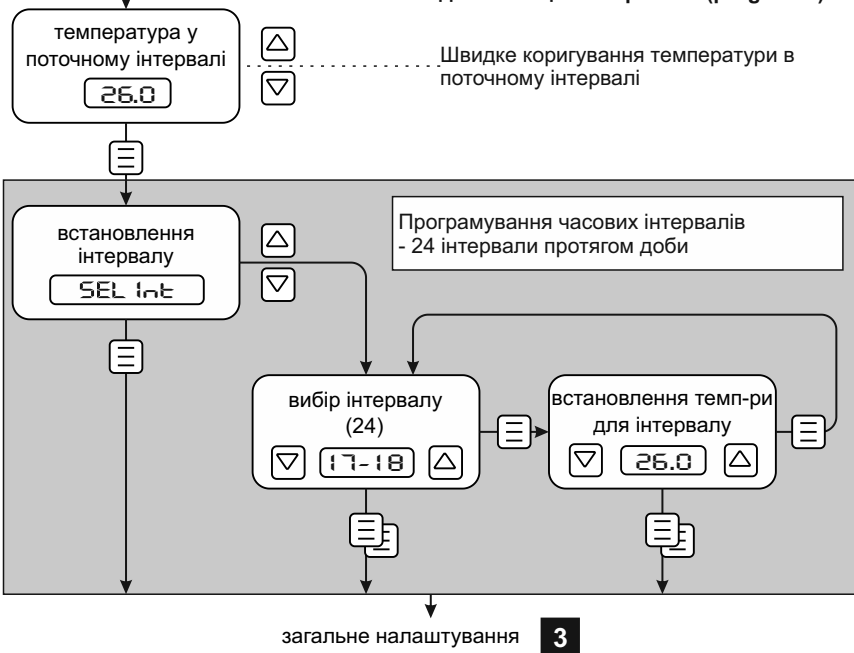 температура у
поточному інтервалі
26.0
Швидке коригування температури в
поточному інтервалі
встановлення
інтервалу
SEL Int
Програмування часових інтервалів
- 24 інтервали протягом доби
вибір інтервалу
(24)
17-18
встановлення темп-ри
для інтервалу
26.0
загальне налаштування 3